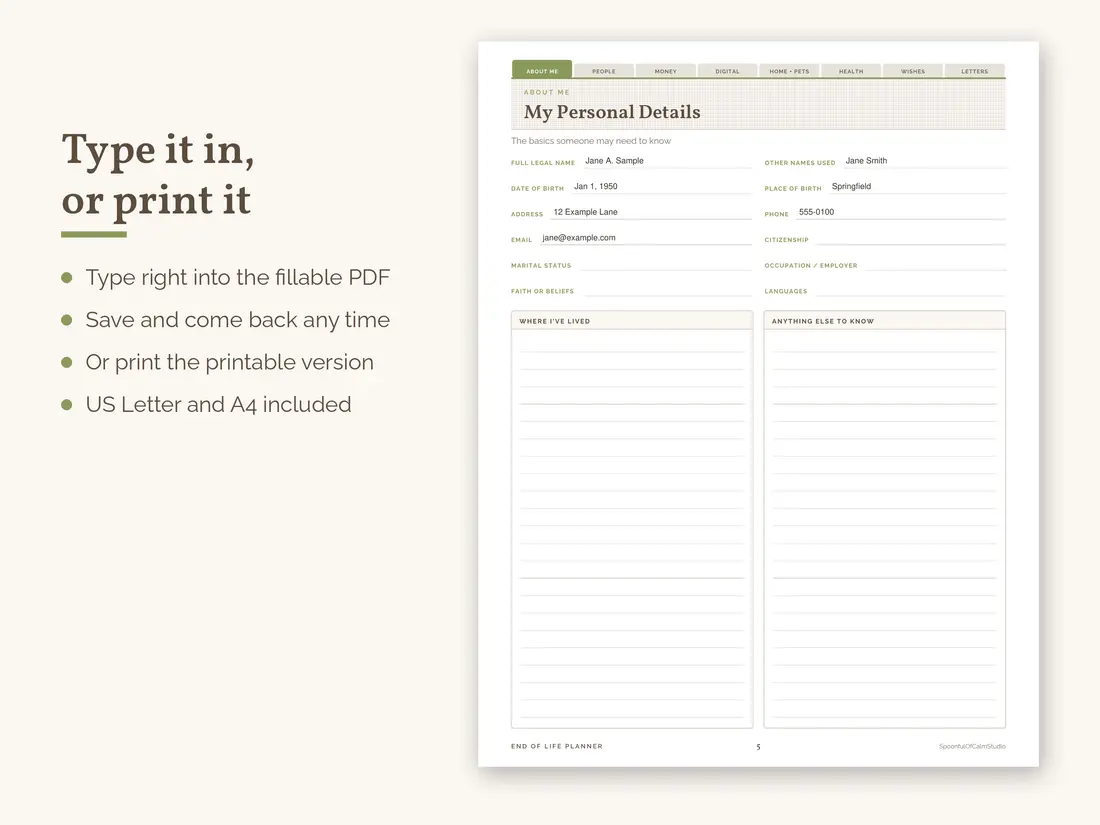 Type it in,
or print it
Type right into the fillable PDF
Save and come back any time
Or print the printable version
US Letter and A4 included
ABOUT ME PEOPLE MONEY DIGITAL HOME • PETS HEALTH WISHES LETTERS
ABOUT ME
My Personal Details
The basics someone may need to know
FULL LEGAL NAME Jane A. Sample OTHER NAMES USED Jane Smith
DATE OF BIRTH Jan 1, 1950 PLACE OF BIRTH Springfield
ADDRESS 12 Example Lane PHONE 555-0100
EMAIL jane@example.com CITIZENSHIP
MARITAL STATUS OCCUPATION / EMPLOYER
FAITH OR BELIEFS LANGUAGES
WHERE I'VE LIVED ANYTHING ELSE TO KNOW
END OF LIFE PLANNER 5 SpoonfulOfCalmStudio